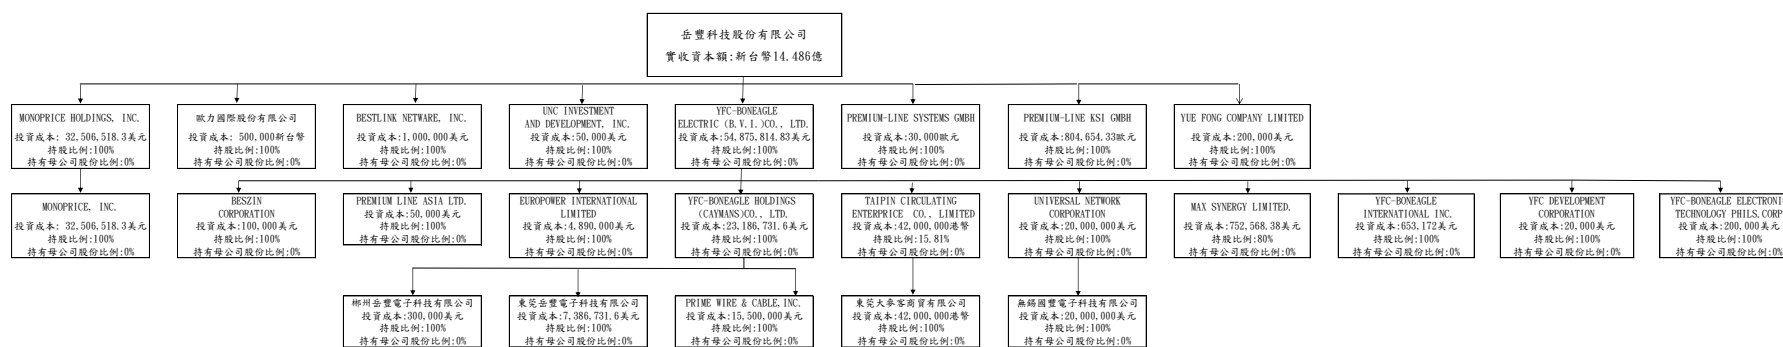 岳豐科技股份有限公司
實收資本額:新台幣14.486億
MONOPRICE HOLDINGS, INC.
投資成本: 32,506,518.3美元
持股比例:100%
持有母公司股份比例:0%
歐力國際股份有限公司
投資成本: 500,000新台幣
持股比例:100%
持有母公司股份比例:0%
BESTLINK NETWARE, INC.
投資成本:1,000,000美元
持股比例:100%
持有母公司股份比例:0%
UNC INVESTMENT
AND DEVELOPMENT, INC.
投資成本:50,000美元
持股比例:100%
持有母公司股份比例:0%
YFC-BONEAGLE
ELECTRIC (B.V.I.)CO., LTD.
投資成本:54,875,814.83美元
持股比例:100%
持有母公司股份比例:0%
PREMIUM-LINE SYSTEMS GMBH
投資成本:30,000歐元
持股比例:100%
持有母公司股份比例:0%
PREMIUM-LINE KSI GMBH
投資成本:804,654.33歐元
持股比例:100%
持有母公司股份比例:0%
YUE FONG COMPANY LIMITED
投資成本:200,000美元
持股比例:100%
持有母公司股份比例:0%
MONOPRICE, INC.
投資成本: 32,506,518.3美元
持股比例:100%
持有母公司股份比例:0%
BESZIN
CORPORATION
投資成本:100,000美元
持股比例:100%
持有母公司股份比例:0%
PREMIUM LINE ASIA LTD.
投資成本:50,000美元
持股比例:100%
持有母公司股份比例:0%
EUROPOWER INTERNATIONAL
LIMITED
投資成本:4,890,000美元
持股比例:100%
持有母公司股份比例:0%
YFC-BONEAGLE HOLDINGS
(CAYMANS)CO., LTD.
投資成本:23,186,731.6美元
持股比例:100%
持有母公司股份比例:0%
TAIPIN CIRCULATING
ENTERPRICE CO., LIMITED
投資成本:42,000,000港幣
持股比例:15.81%
持有母公司股份比例:0%
UNIVERSAL NETWORK
CORPORATION
投資成本:20,000,000美元
持股比例:100%
持有母公司股份比例:0%
MAX SYNERGY LIMITED.
投資成本:752,568.38美元
持股比例:80%
持有母公司股份比例:0%
YFC-BONEAGLE
INTERNATIONAL INC.
投資成本:653,172美元
持股比例:100%
持有母公司股份比例:0%
YFC DEVELOPMENT
CORPORATION
投資成本:20,000美元
持股比例:100%
持有母公司股份比例:0%
YFC-BONEAGLE ELECTRONI
TECHNOLOGY PHILS.CORP
投資成本:200,000美元
持股比例:100%
持有母公司股份比例:0%
郴州岳豐電子科技有限公司
投資成本:300,000美元
持股比例:100%
持有母公司股份比例:0%
東莞岳豐電子科技有限公司
投資成本:7,386,731.6美元
持股比例:100%
持有母公司股份比例:0%
PRIME WIRE & CABLE,INC.
投資成本:15,500,000美元
持股比例:100%
持有母公司股份比例:0%
東莞大麥客商貿有限公司
投資成本:42,000,000港幣
持股比例:100%
持有母公司股份比例:0%
無錫國豐電子科技有限公司
投資成本:20,000,000美元
持股比例:100%
持有母公司股份比例:0%